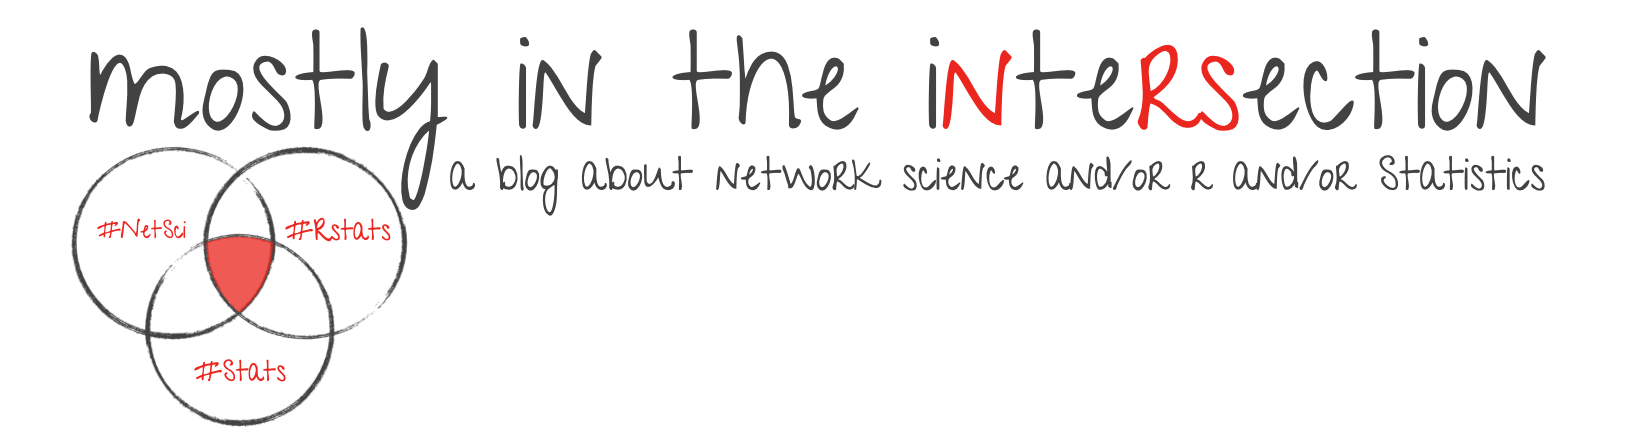 mostly iN the iNteRSectioN
a blog about NetWoRK scieNce aNd/oR R aNd/oR Statistics
#NetSci #Rstats
#Stats